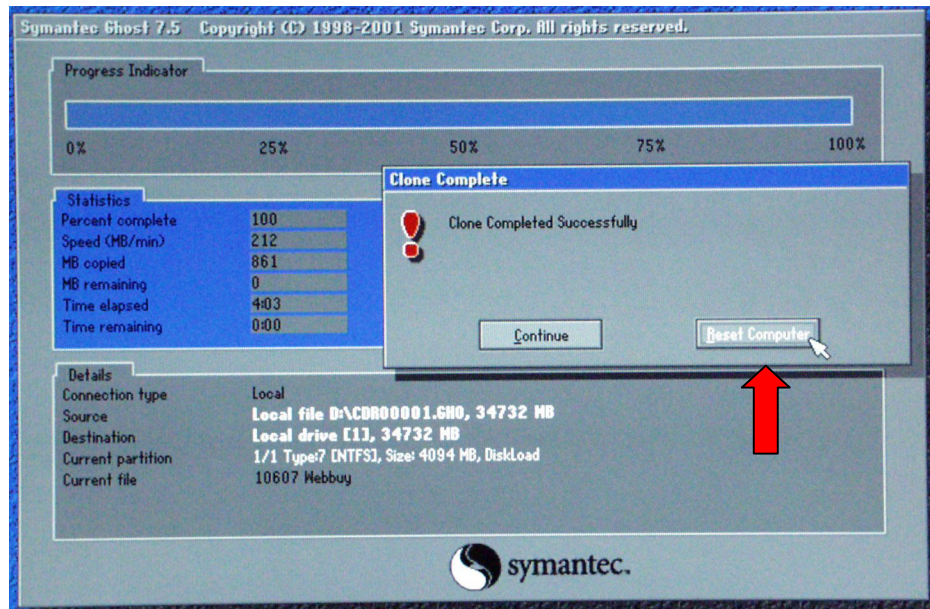 Symantec Ghost 7.5 Copyright (C) 1998-2001 Symantec Corp. All rights reserved.
Progress Indicator
0% 25% 50% 75% 100%
Clone Complete
Clone Completed Successfully
Continue Reset Computer
Statistics
Percent complete 100
Speed (MB/min) 212
MB copied 861
MB remaining 0
Time elapsed 4:03
Time remaining 0:00
Details
Connection type Local
Source Local file D:\CDR00001.GHO, 34732 MB
Destination Local drive [1], 34732 MB
Current partition 1/1 Type:7 [NTFS], Size: 4094 MB, DiskLoad
Current file 10607 Webbuy
symantec.